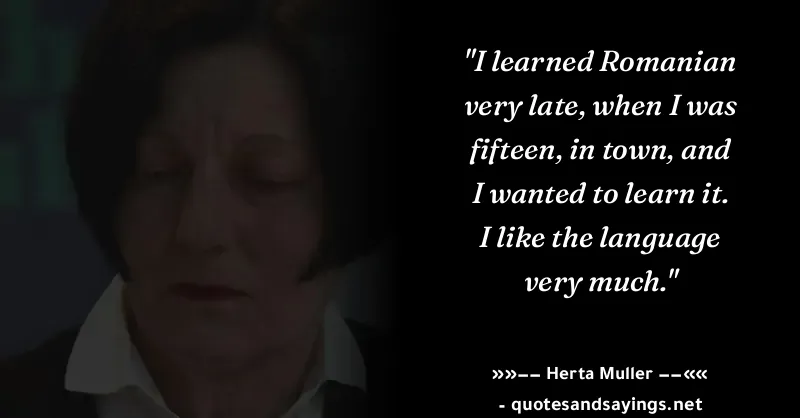 "I learned Romanian
very late, when I was
fifteen, in town, and
I wanted to learn it.
I like the language
very much."
»»−− Herta Muller −−««
- quotesandsayings.net